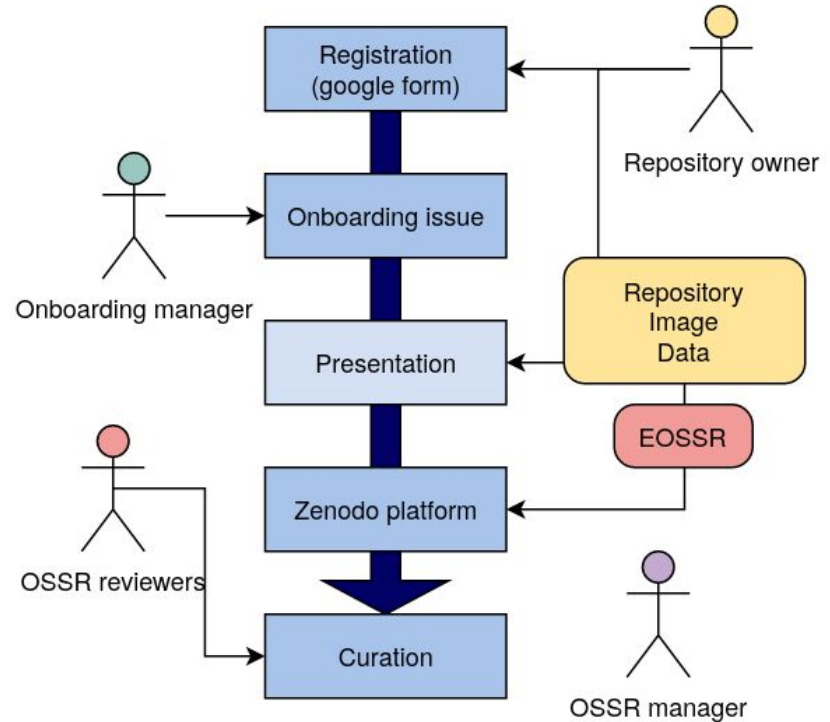 Registration
(google form)
Repository owner
Onboarding issue
Onboarding manager
Repository
Image
Data
Presentation
EOSSR
Zenodo platform
OSSR reviewers
Curation
OSSR manager